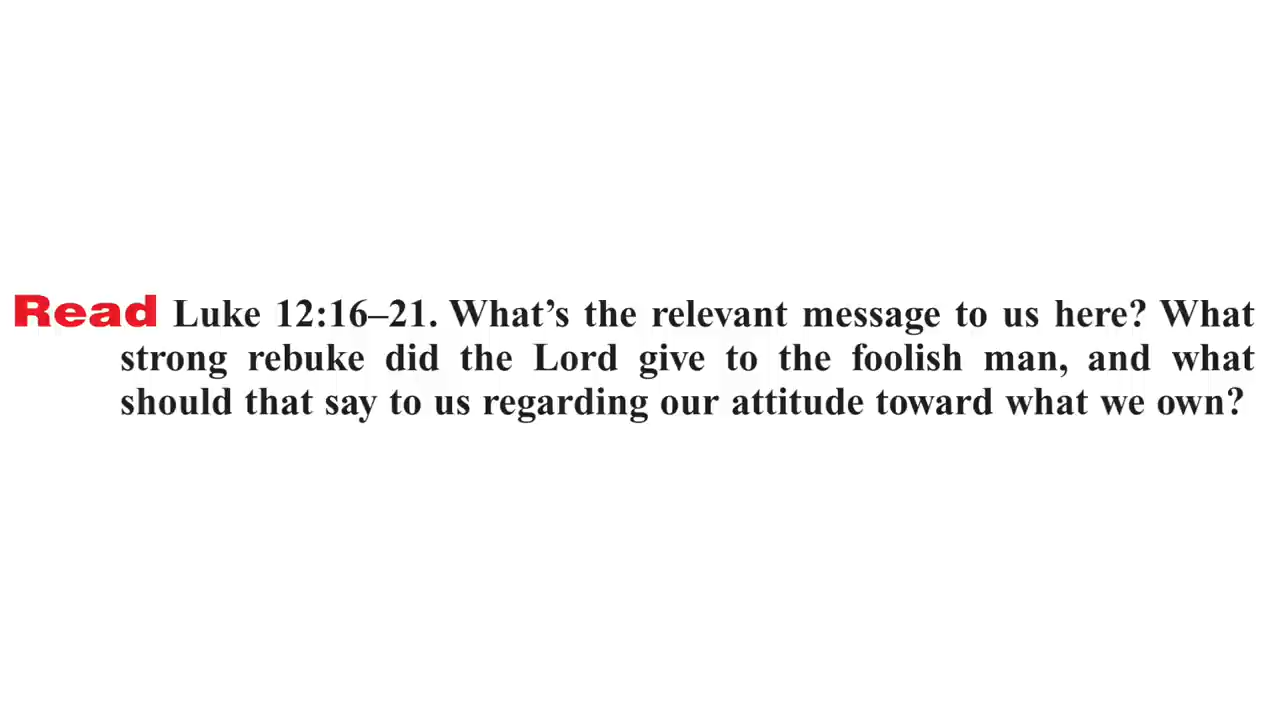 Read Luke 12:16–21. What’s the relevant message to us here? What
strong rebuke did the Lord give to the foolish man, and what
should that say to us regarding our attitude toward what we own?